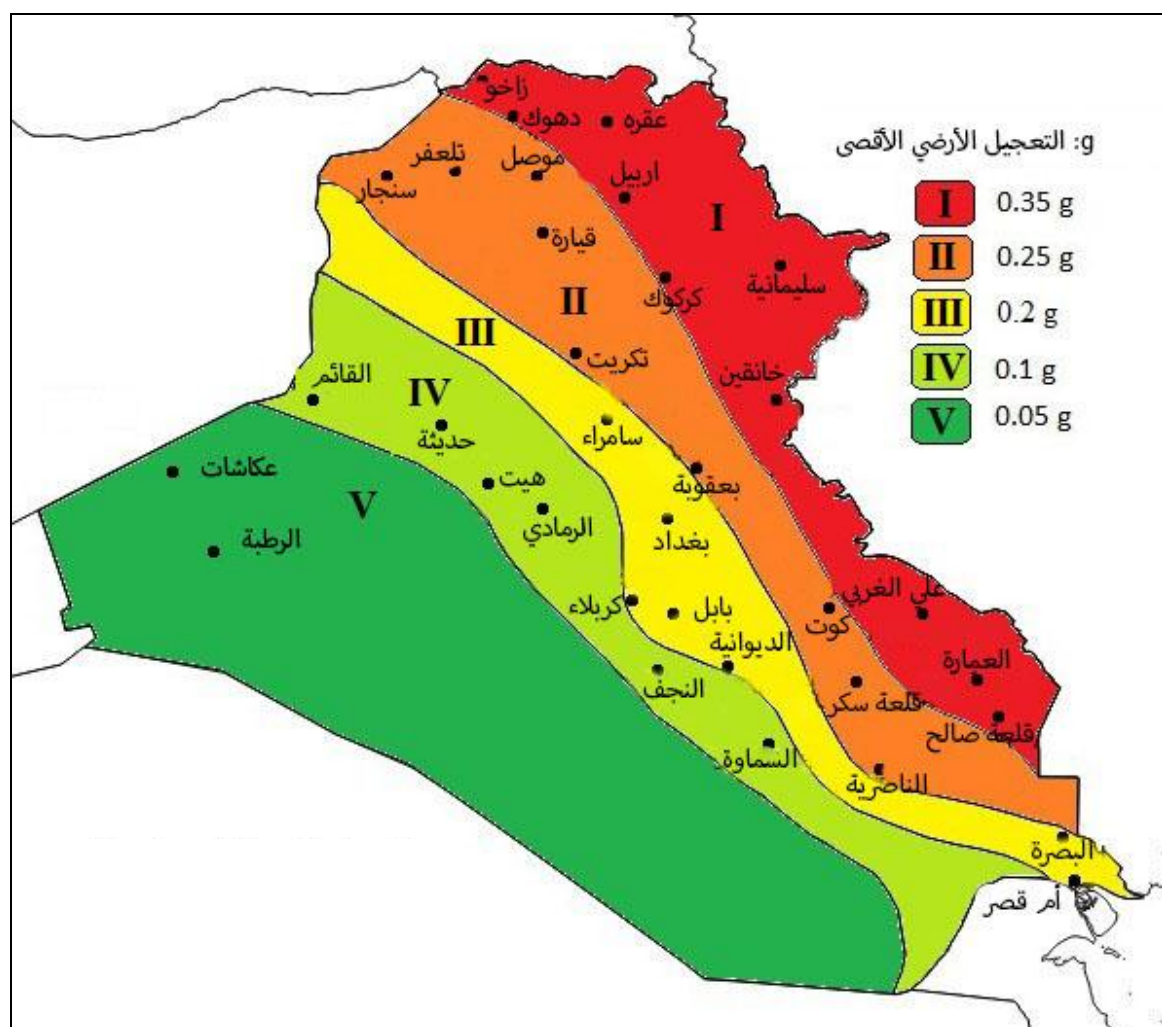 زاخو
دهوك
عقره
g: التعجيل الأرضي الأقصى
تلعفر
موصل
سنجار
اربيل
I
I 0.35 g
قيارة
II 0.25 g
سليمانية
كركوك
II
III 0.2 g
III
تكريت
IV 0.1 g
القائم
خانقين
IV
V 0.05 g
سامراء
حديثة
عكاشات
هيت
بعقوبة
V
الرمادي
بغداد
الرطبة
علي الغربي
كربلاء
بابل
كوت
الديوانية
العمارة
النجف
قلعة سكر
قلعة صالح
السماوة
الناصرية
البصرة
أم قصر